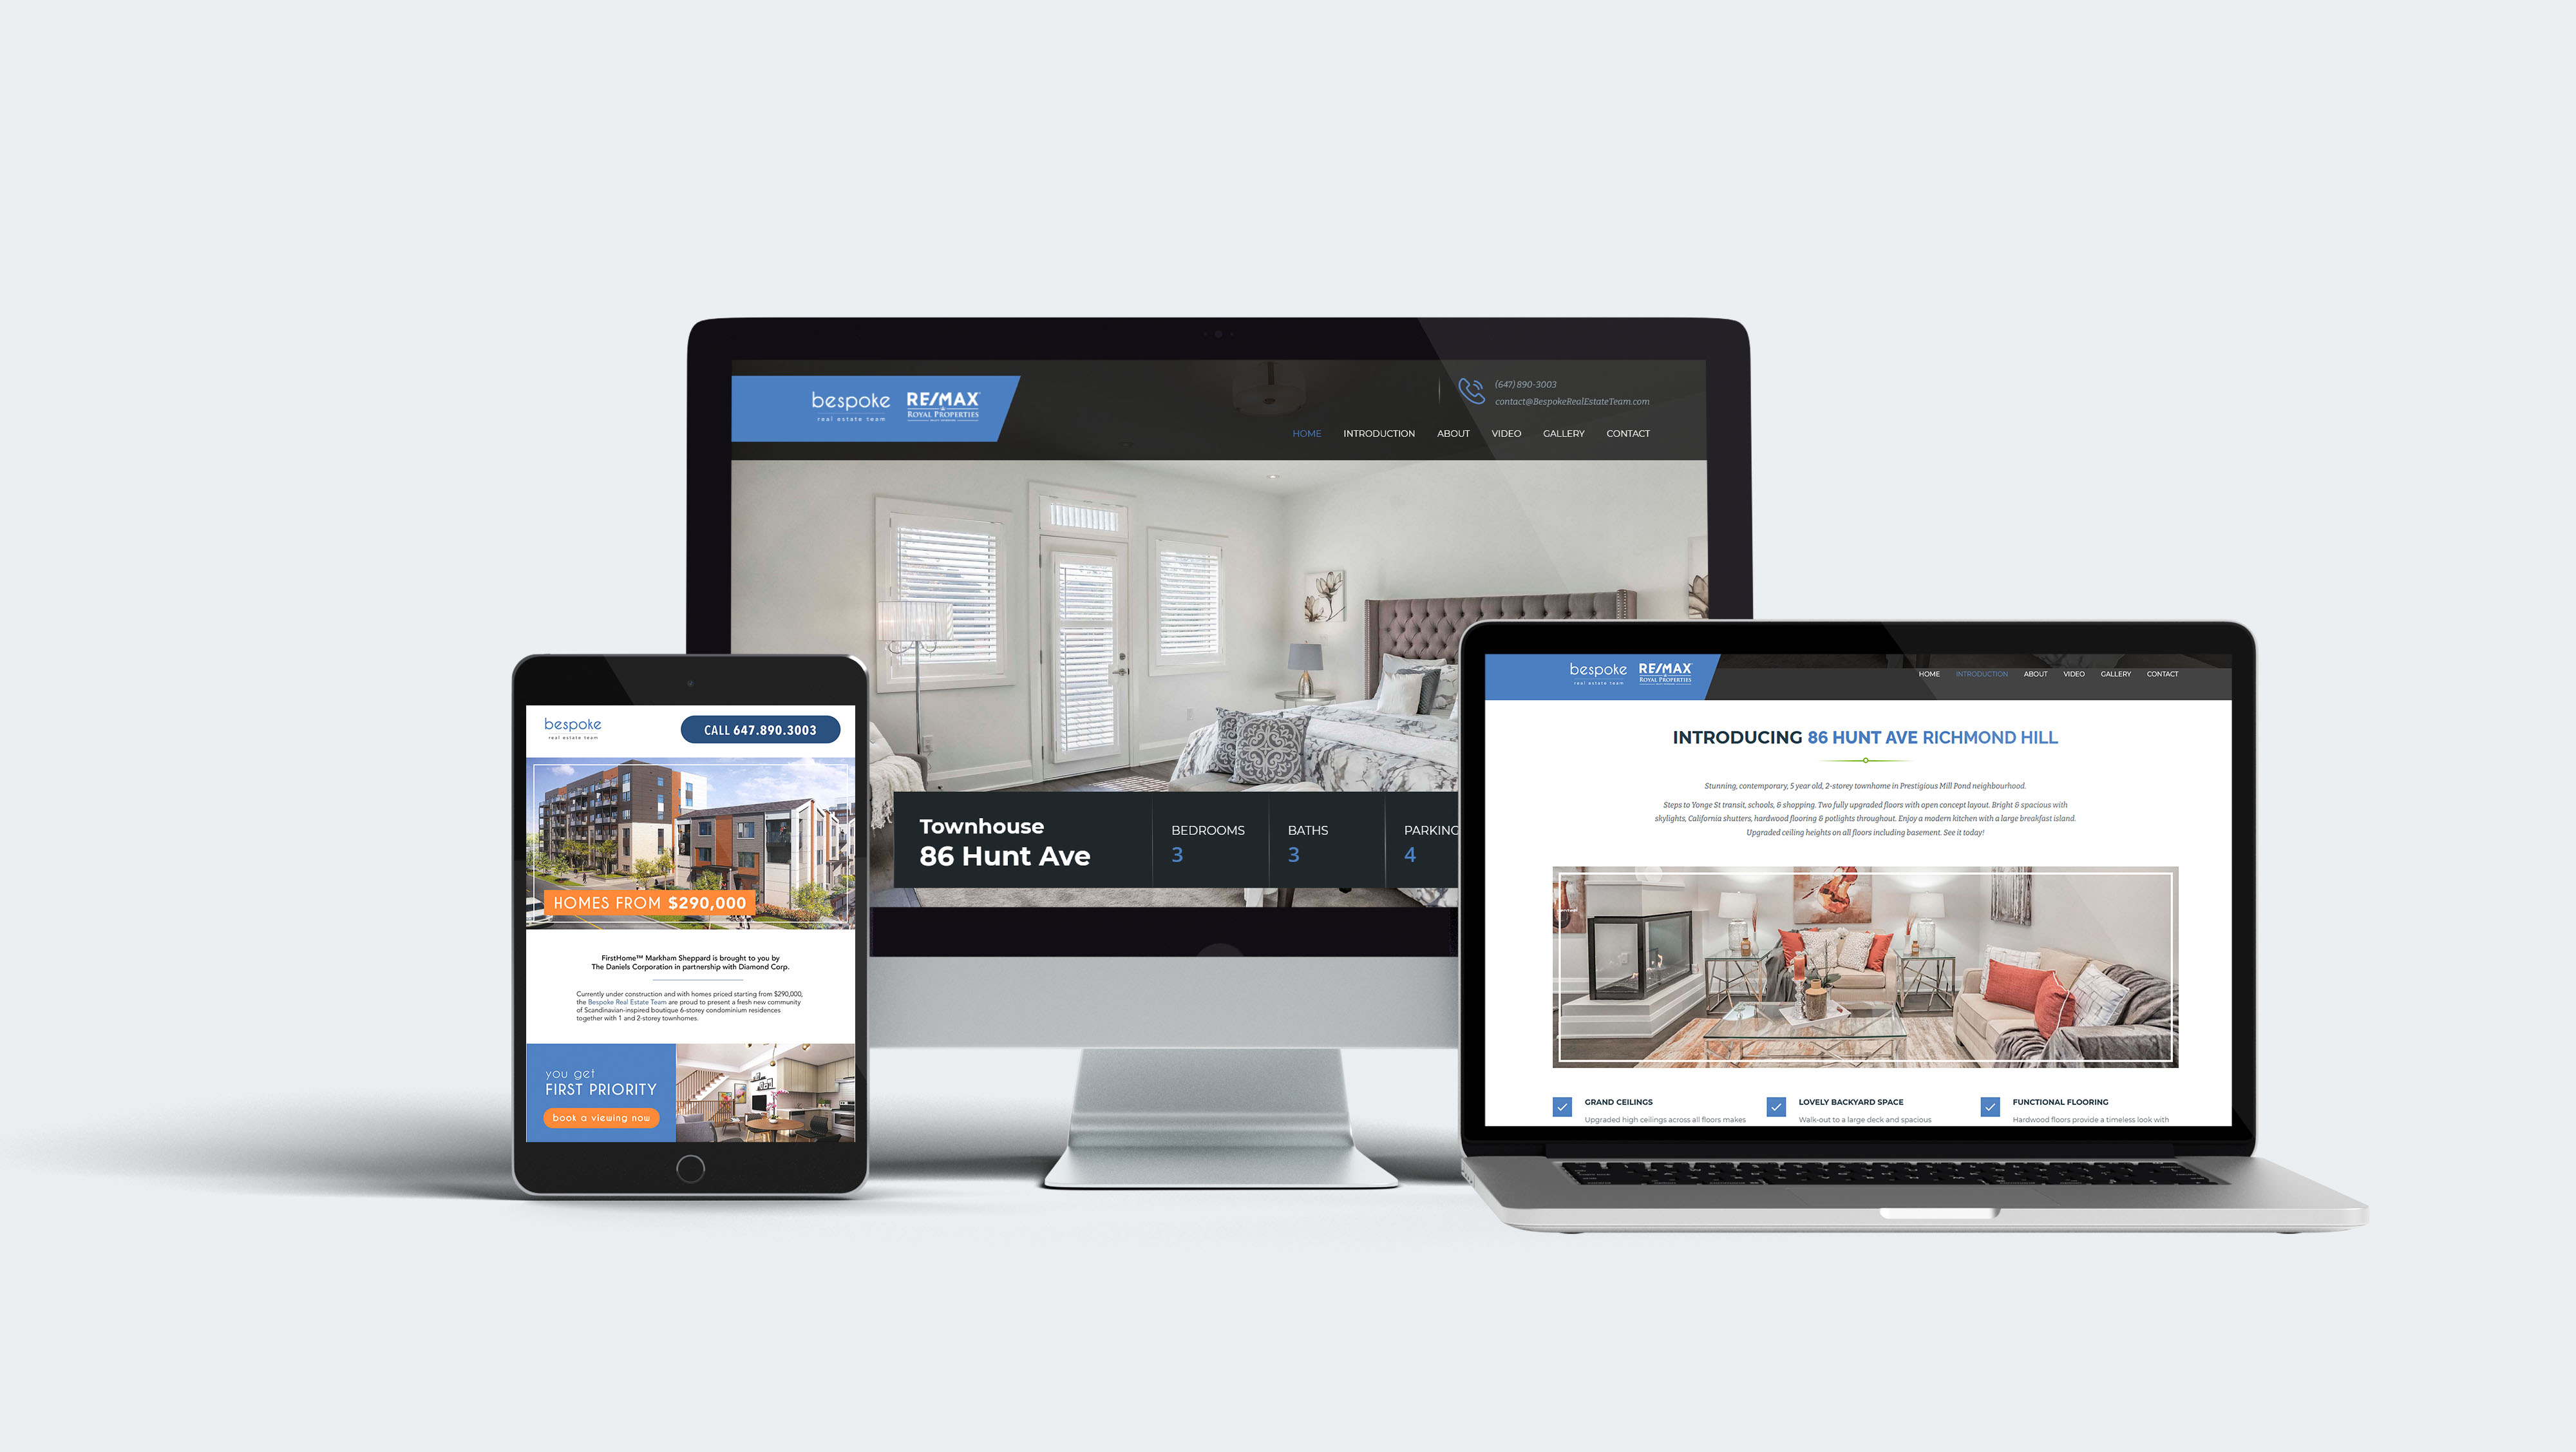 bespoke
real estate team
RE/MAX
ROYAL PROPERTIES
(647) 890-3003
contact@BespokeRealEstateTeam.com
HOME INTRODUCTION ABOUT VIDEO GALLERY CONTACT
Townhouse
86 Hunt Ave
BEDROOMS
3
BATHS
3
PARKING
4
bespoke
real estate team
CALL 647.890.3003
HOMES FROM $290,000
FirstHome™ Markham Sheppard is brought to you by
The Daniels Corporation in partnership with Diamond Corp.
Currently under construction and with homes priced starting from $290,000,
the Bespoke Real Estate Team are proud to present a fresh new community
of Scandinavian-inspired boutique 6-storey condominium residences
together with 1 and 2-storey townhomes.
you get
FIRST PRIORITY
book a viewing now
bespoke
real estate team
RE/MAX
ROYAL PROPERTIES
HOME INTRODUCTION ABOUT VIDEO GALLERY CONTACT
INTRODUCING 86 HUNT AVE RICHMOND HILL
Stunning, contemporary, 5 year old, 2-storey townhome in Prestigious Mill Pond neighbourhood.
Steps to Yonge St transit, schools, & shopping. Two fully upgraded floors with open concept layout. Bright & spacious with
skylights, California shutters, hardwood flooring & potlights throughout. Enjoy a modern kitchen with a large breakfast island.
Upgraded ceiling heights on all floors including basement. See it today!
GRAND CEILINGS
Upgraded high ceilings across all floors makes
LOVELY BACKYARD SPACE
Walk-out to a large deck and spacious
FUNCTIONAL FLOORING
Hardwood floors provide a timeless look with